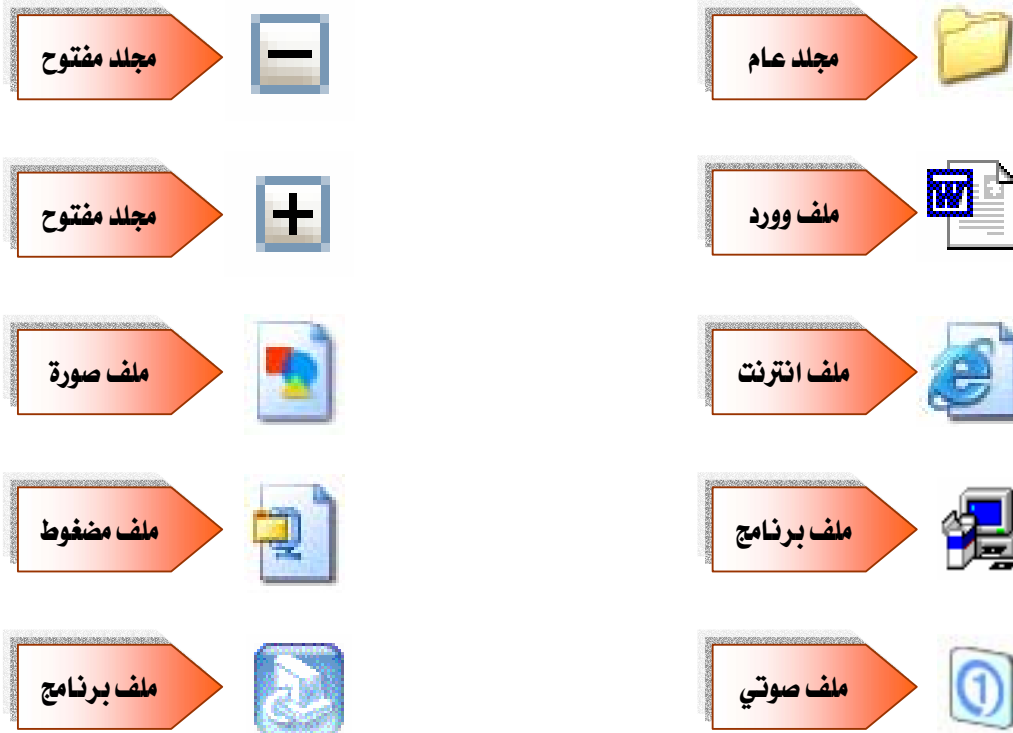 مجلد عام
مجلد مفتوح
ملف وورد
مجلد مفتوح
ملف انترنت
ملف صورة
ملف برنامج
ملف مضغوط
ملف صوتي
ملف برنامج